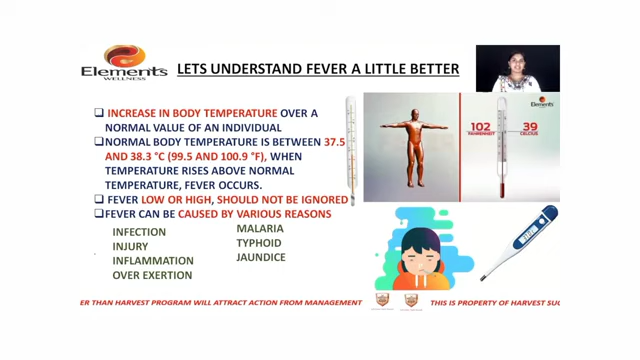 Elements
WELLNESS
LETS UNDERSTAND FEVER A LITTLE BETTER
INCREASE IN BODY TEMPERATURE OVER A
NORMAL VALUE OF AN INDIVIDUAL
NORMAL BODY TEMPERATURE IS BETWEEN 37.5
AND 38.3 °C (99.5 AND 100.9 °F), WHEN
TEMPERATURE RISES ABOVE NORMAL
TEMPERATURE, FEVER OCCURS.
FEVER LOW OR HIGH, SHOULD NOT BE IGNORED
FEVER CAN BE CAUSED BY VARIOUS REASONS
INFECTION
INJURY
INFLAMMATION
OVER EXERTION
MALARIA
TYPHOID
JAUNDICE
Elements
102
FAHRENHEIT
39
CELCIUS
ER THAN HARVEST PROGRAM WILL ATTRACT ACTION FROM MANAGEMENT
THIS IS PROPERTY OF HARVEST SUC